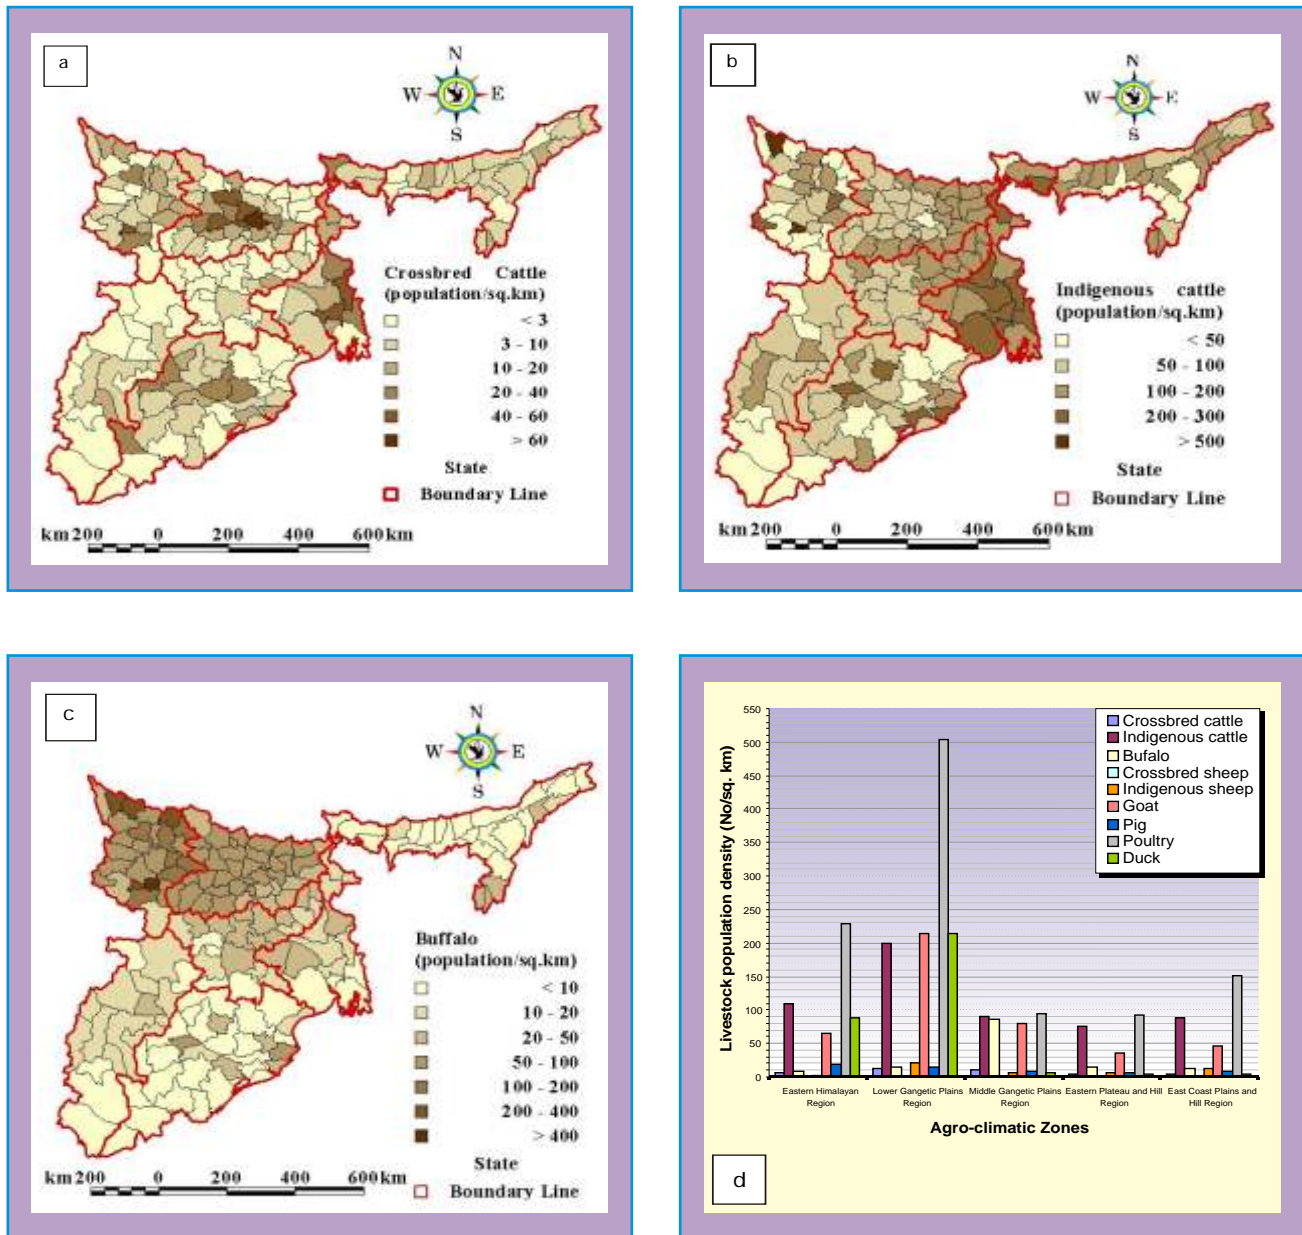 a
N
W E
S
Crossbred Cattle
(population/sq.km)
< 3
3 - 10
10 - 20
20 - 40
40 - 60
> 60
State
Boundary Line
km 200 0 200 400 600 km
b
N
W E
S
Indigenous cattle
(population/sq.km)
< 50
50 - 100
100 - 200
200 - 300
> 500
State
Boundary Line
km 200 0 200 400 600 km
c
N
W E
S
Buffalo
(population/sq.km)
< 10
10 - 20
20 - 50
50 - 100
100 - 200
200 - 400
> 400
State
Boundary Line
km 200 0 200 400 600 km
Livestock population density (No/sq. km)
550
500
450
400
350
300
250
200
150
100
50
0
Crossbred cattle
Indigenous cattle
Bufalo
Crossbred sheep
Indigenous sheep
Goat
Pig
Poultry
Duck
Eastern Himalayan
Region
Lower Gangetic Plains
Region
Middle Gangetic Plains
Region
Eastern Plateau and Hill
Region
East Coast Plains and
Hill Region
Agro-climatic Zones
d